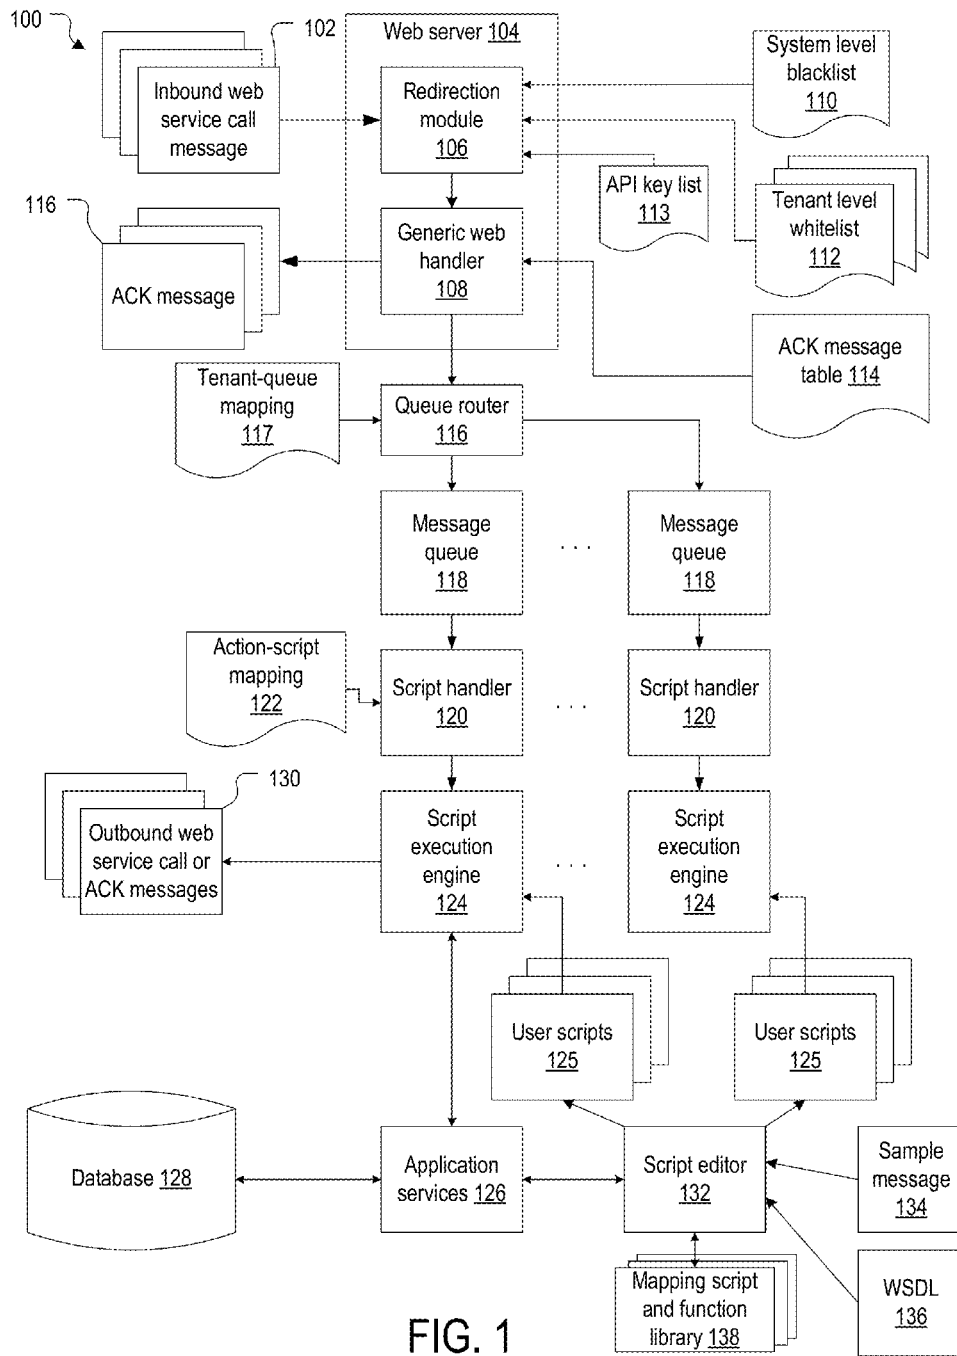 100
102
Web server 104
System level
blacklist
110
Inbound web
service call
message
Redirection
module
106
API key list
113
Tenant level
whitelist
112
116
ACK message
Generic web
handler
108
ACK message
table 114
Tenant-queue
mapping
117
Queue router
116
Message
queue
118
. . .
Message
queue
118
Action-script
mapping
122
Script handler
120
. . .
Script handler
120
130
Outbound web
service call or
ACK messages
Script
execution
engine
124
. . .
Script
execution
engine
124
User scripts
125
User scripts
125
Database 128
Application
services 126
Script editor
132
Sample
message
134
Mapping script
and function
library 138
WSDL
136
FIG. 1